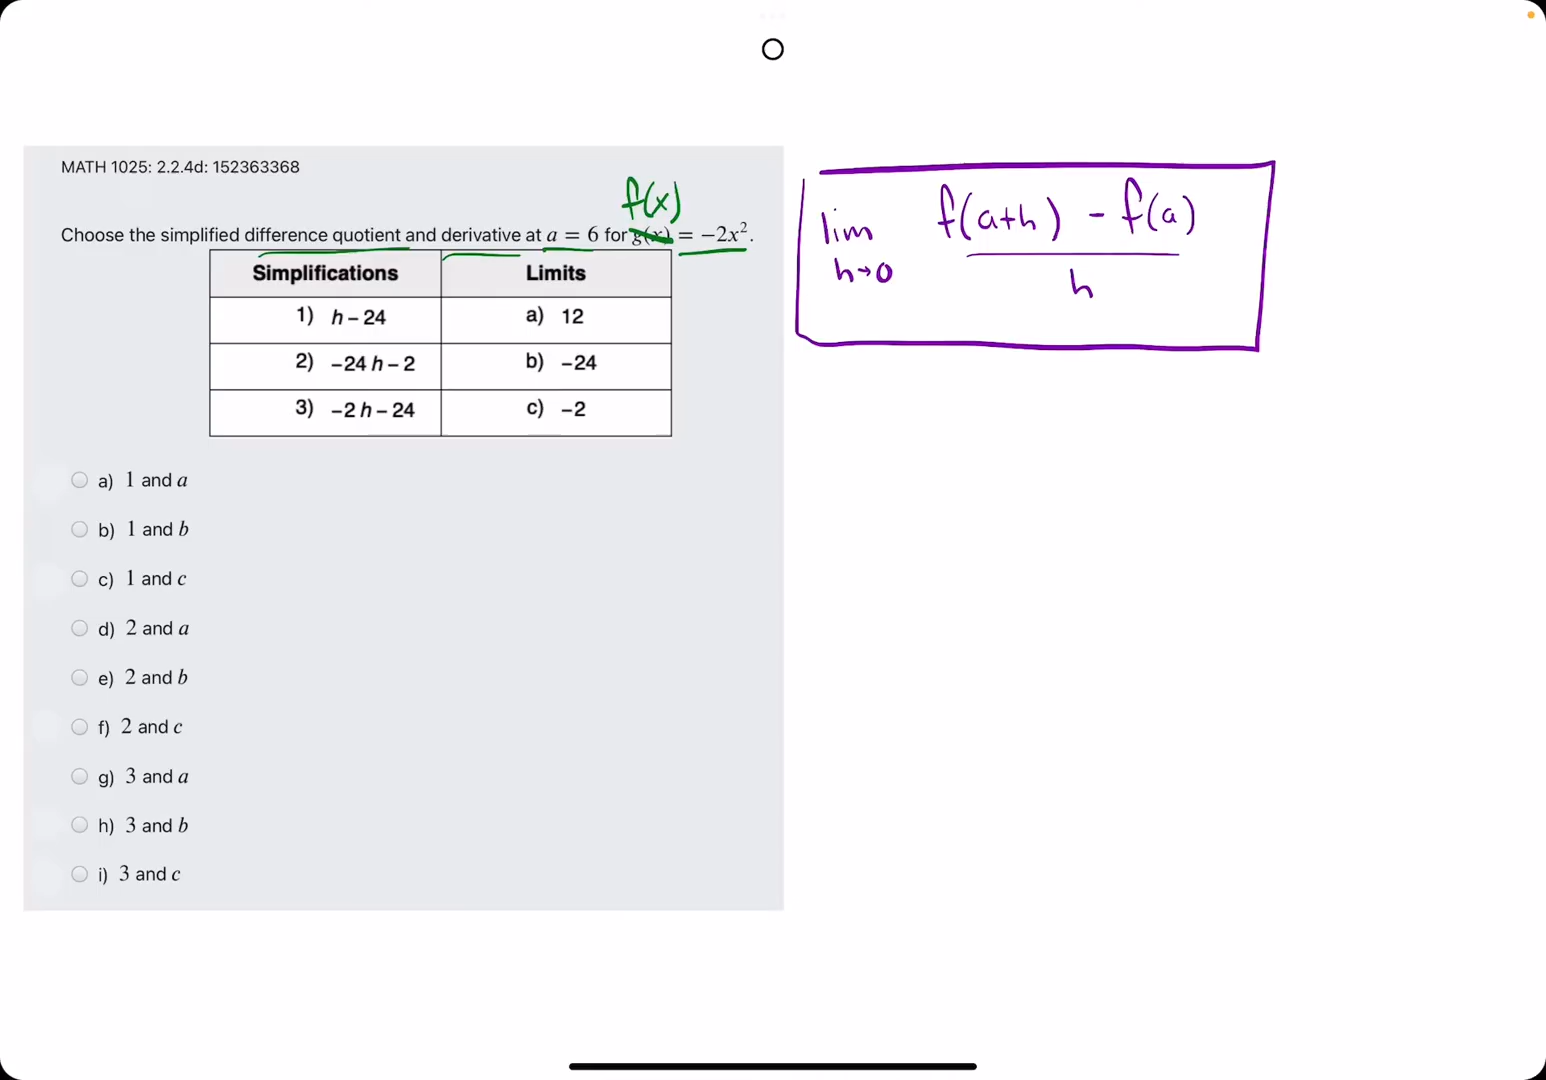 MATH 1025: 2.2.4d: 152363368
f(x)
Choose the simplified difference quotient and derivative at a = 6 for g(x) = −2x².
Simplifications Limits
1) h − 24 a) 12
2) −24 h − 2 b) −24
3) −2 h − 24 c) −2
a) 1 and a
b) 1 and b
c) 1 and c
d) 2 and a
e) 2 and b
f) 2 and c
g) 3 and a
h) 3 and b
i) 3 and c
lim f(a+h) - f(a)
h→0 h